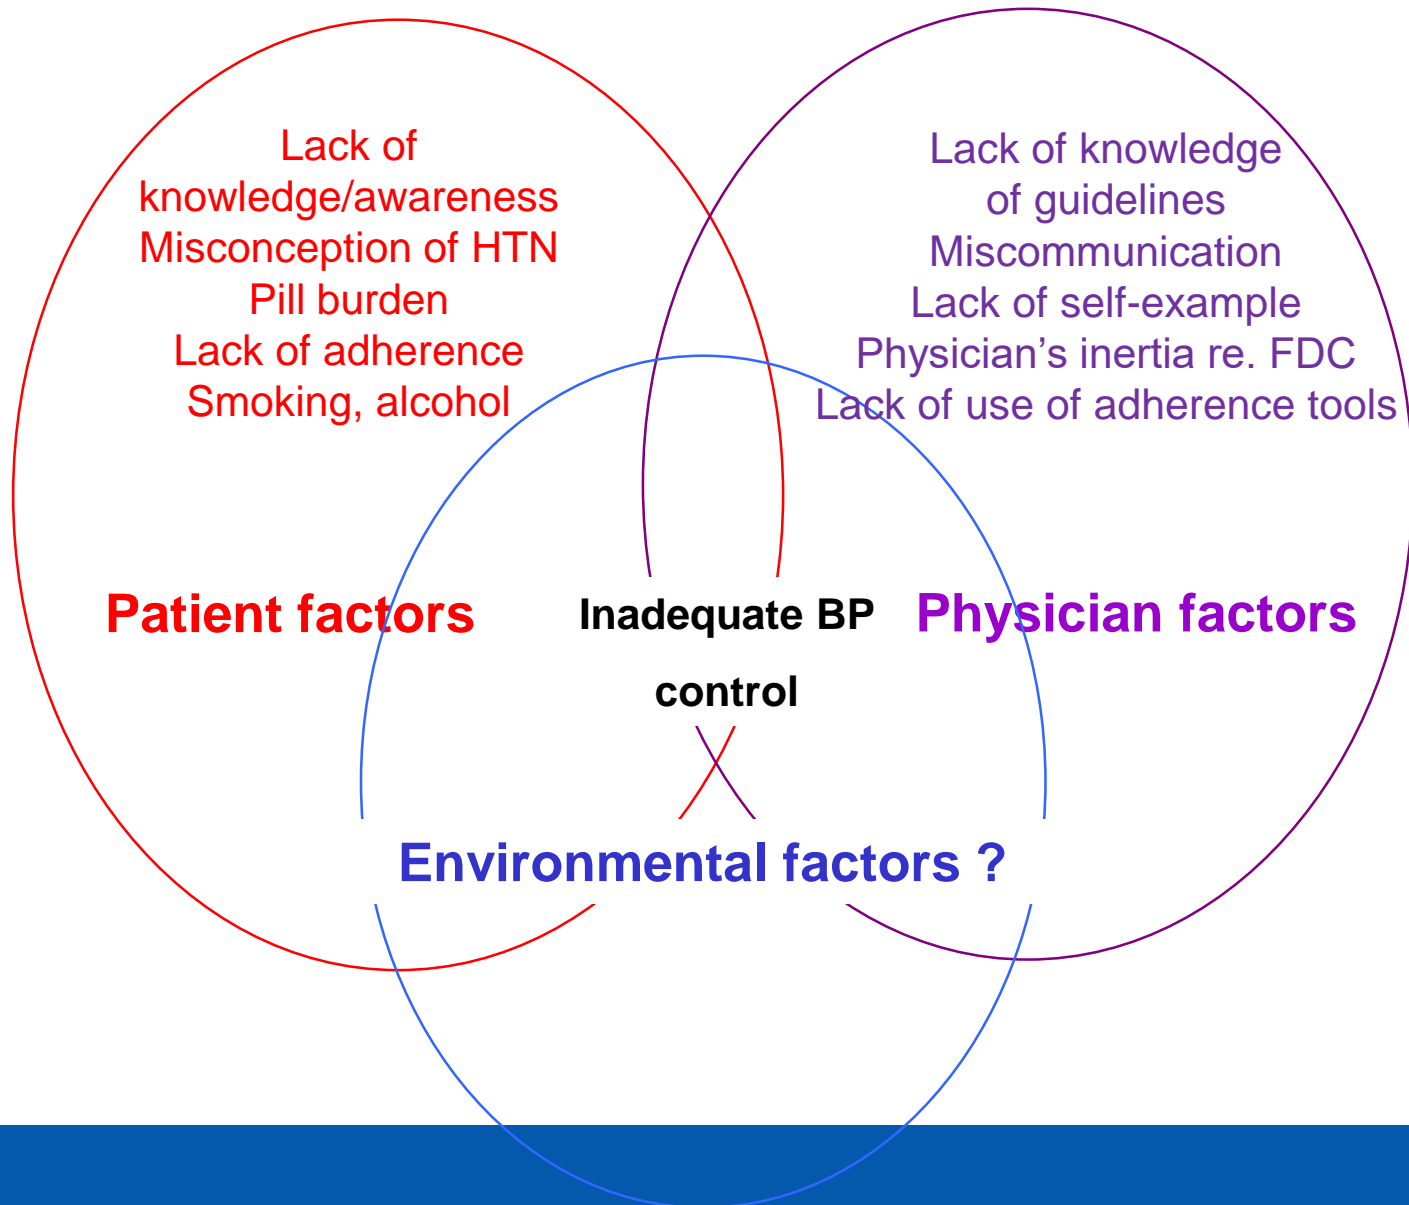 Lack of
knowledge/awareness
Misconception of HTN
Pill burden
Lack of adherence
Smoking, alcohol
Lack of knowledge
of guidelines
Miscommunication
Lack of self-example
Physician’s inertia re. FDC
Lack of use of adherence tools
Patient factors
Inadequate BP
control
Physician factors
Environmental factors ?